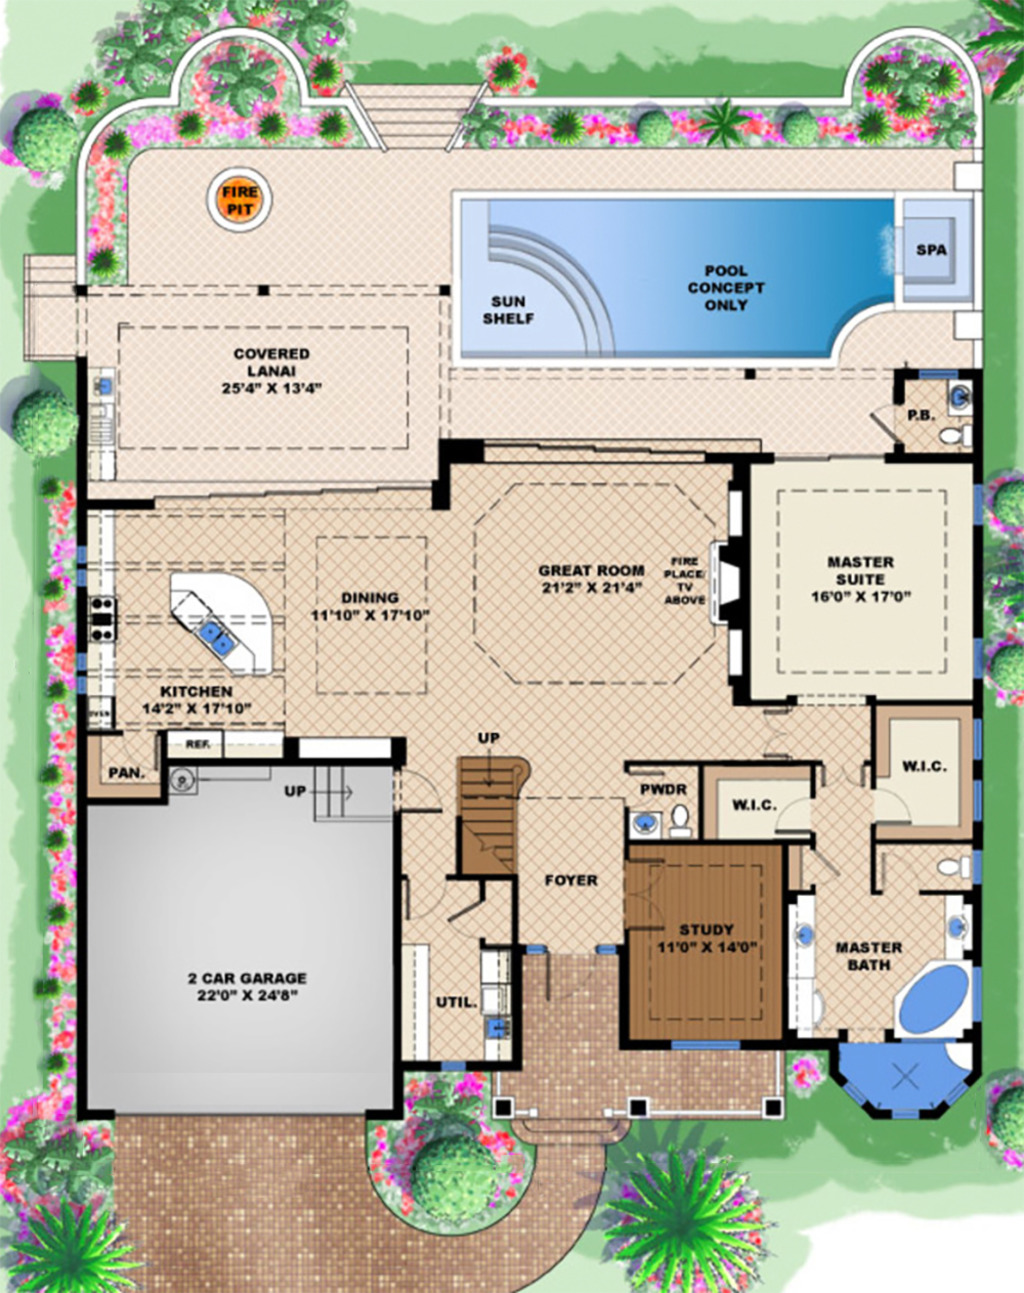 FIRE
PIT
SPA
POOL
CONCEPT
ONLY
SUN
SHELF
COVERED
LANAI
25'4" X 13'4"
P.B.
GREAT ROOM
21'2" X 21'4"
FIRE
PLACE/
TV
ABOVE
MASTER
SUITE
16'0" X 17'0"
DINING
11'10" X 17'10"
KITCHEN
14'2" X 17'10"
OVEN
REF.
PAN.
UP
UP
PWDR
W.I.C.
W.I.C.
FOYER
STUDY
11'0" X 14'0"
MASTER
BATH
2 CAR GARAGE
22'0" X 24'8"
UTIL.